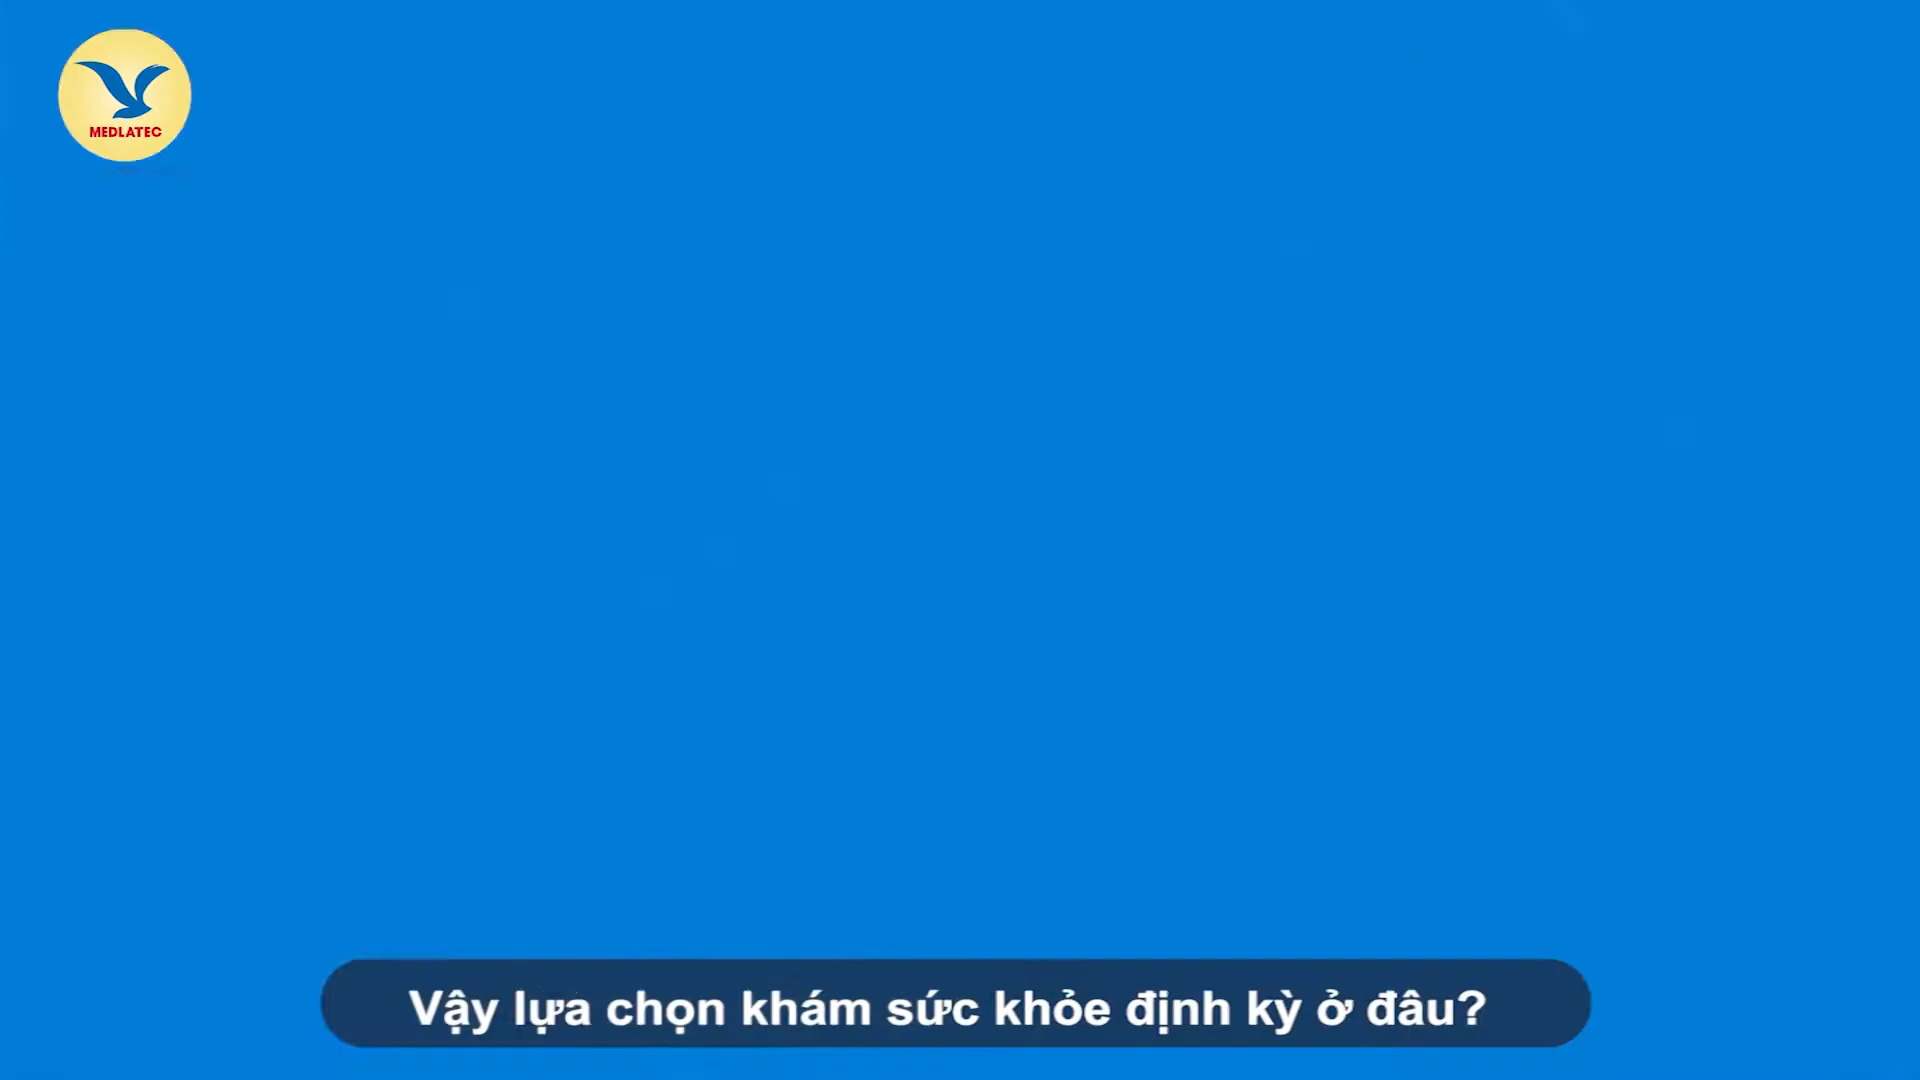 MEDLATEC
Vậy lựa chọn khám sức khỏe định kỳ ở đâu?